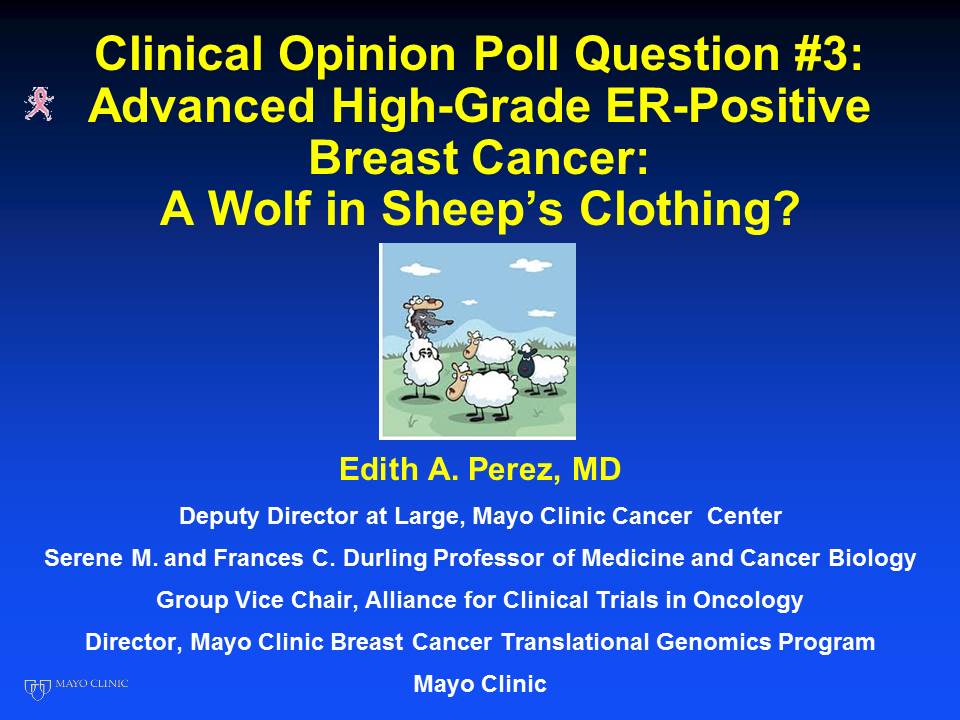 Clinical Opinion Poll Question #3:
Advanced High-Grade ER-Positive
Breast Cancer:
A Wolf in Sheep’s Clothing?
Edith A. Perez, MD
Deputy Director at Large, Mayo Clinic Cancer  Center
Serene M. and Frances C. Durling Professor of Medicine and Cancer Biology
Group Vice Chair, Alliance for Clinical Trials in Oncology
Director, Mayo Clinic Breast Cancer Translational Genomics Program
Mayo Clinic
MAYO CLINIC